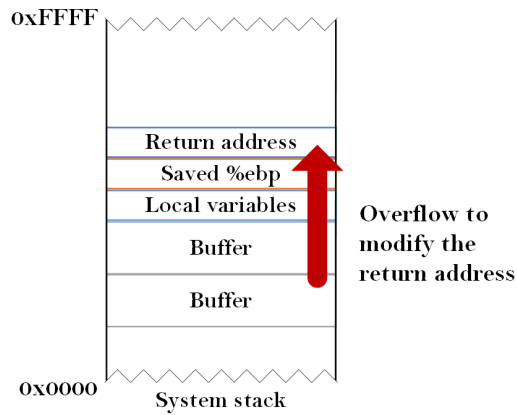 0xFFFF
Return address
Saved %ebp
Local variables
Buffer
Buffer
Overflow to
modify the
return address
0x0000
System stack